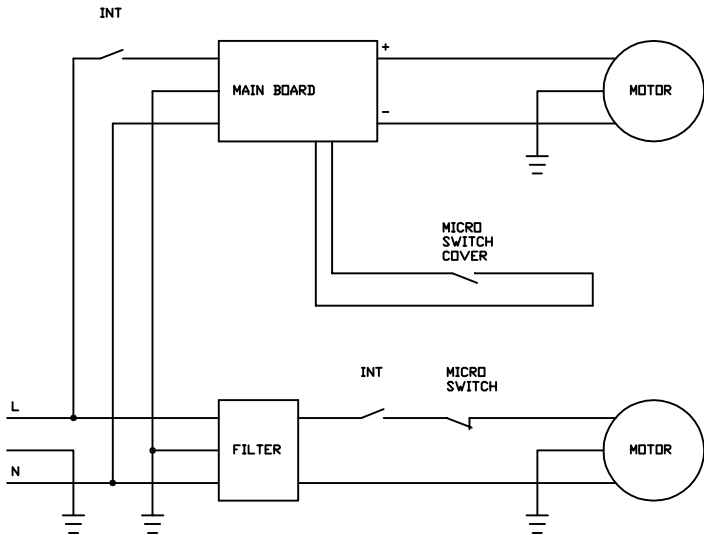 INT
+
MAIN BOARD
MOTOR
-
MICRO
SWITCH
COVER
INT
MICRO
SWITCH
L
FILTER
MOTOR
N